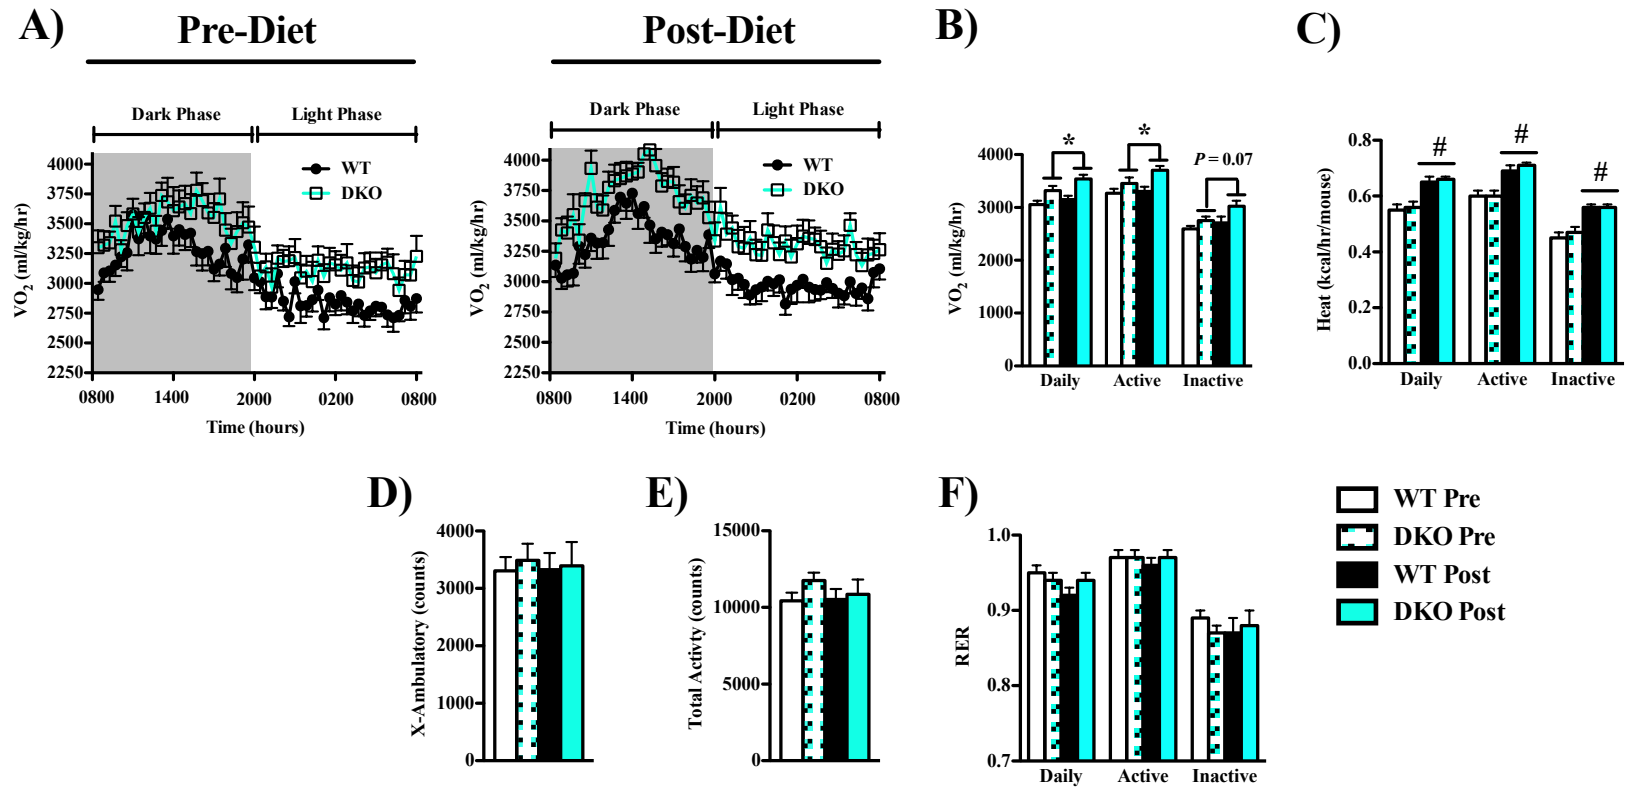 A)
Pre-Diet
Post-Diet
Dark Phase
Light Phase
WT
DKO
VO2 (ml/kg/hr)
4000
3750
3500
3250
3000
2750
2500
2250
0800
1400
2000
0200
0800
Time (hours)
Dark Phase
Light Phase
WT
DKO
VO2 (ml/kg/hr)
4000
3750
3500
3250
3000
2750
2500
2250
0800
1400
2000
0200
0800
Time (hours)
B)
VO2 (ml/kg/hr)
4000
3000
2000
1000
0
*
*
P = 0.07
Daily
Active
Inactive
C)
Heat (kcal/hr/mouse)
0.8
0.6
0.4
0.2
0.0
#
#
#
Daily
Active
Inactive
D)
X-Ambulatory (counts)
4000
3000
2000
1000
0
E)
Total Activty (counts)
15000
10000
5000
0
F)
RER
1.0
0.9
0.8
0.7
Daily
Active
Inactive
WT Pre
DKO Pre
WT Post
DKO Post